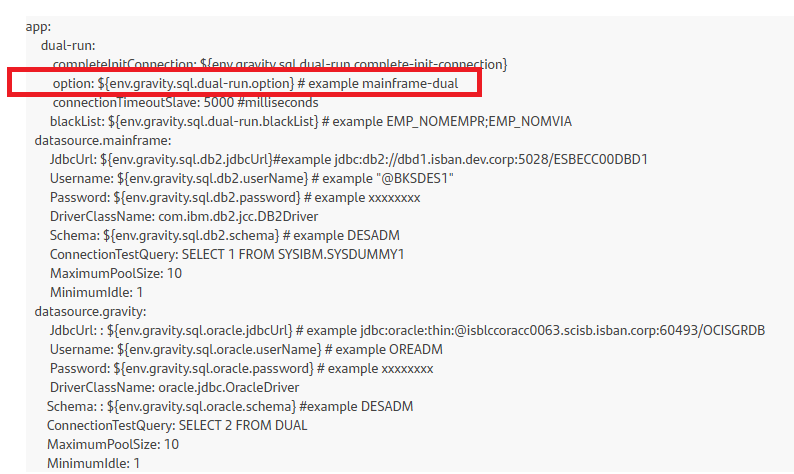 app:
dual-run:
completeInitConnection: ${env.gravity.sql.dual-run.complete-init-connection}
option: ${env.gravity.sql.dual-run.option} # example mainframe-dual
connectionTimeoutSlave: 5000 #milliseconds
blackList: ${env.gravity.sql.dual-run.blackList} # example EMP_NOMEMPR;EMP_NOMVIA
datasource.mainframe:
JdbcUrl: ${env.gravity.sql.db2.jdbcUrl}#example jdbc:db2://dbd1.isban.dev.corp:5028/ESBECC00DBD1
Username: ${env.gravity.sql.db2.userName} # example "@BKSDES1"
Password: ${env.gravity.sql.db2.password} # example xxxxxxxx
DriverClassName: com.ibm.db2.jcc.DB2Driver
Schema: ${env.gravity.sql.db2.schema} # example DESADM
ConnectionTestQuery: SELECT 1 FROM SYSIBM.SYSDUMMY1
MaximumPoolSize: 10
MinimumIdle: 1
datasource.gravity:
JdbcUrl: : ${env.gravity.sql.oracle.jdbcUrl} # example jdbc:oracle:thin:@isblccoracc0063.scisb.isban.corp:60493/OCISGRDB
Username: ${env.gravity.sql.oracle.userName} # example OREADM
Password: ${env.gravity.sql.oracle.password} # example xxxxxxxx
DriverClassName: oracle.jdbc.OracleDriver
Schema: : ${env.gravity.sql.oracle.schema} #example DESADM
ConnectionTestQuery: SELECT 2 FROM DUAL
MaximumPoolSize: 10
MinimumIdle: 1